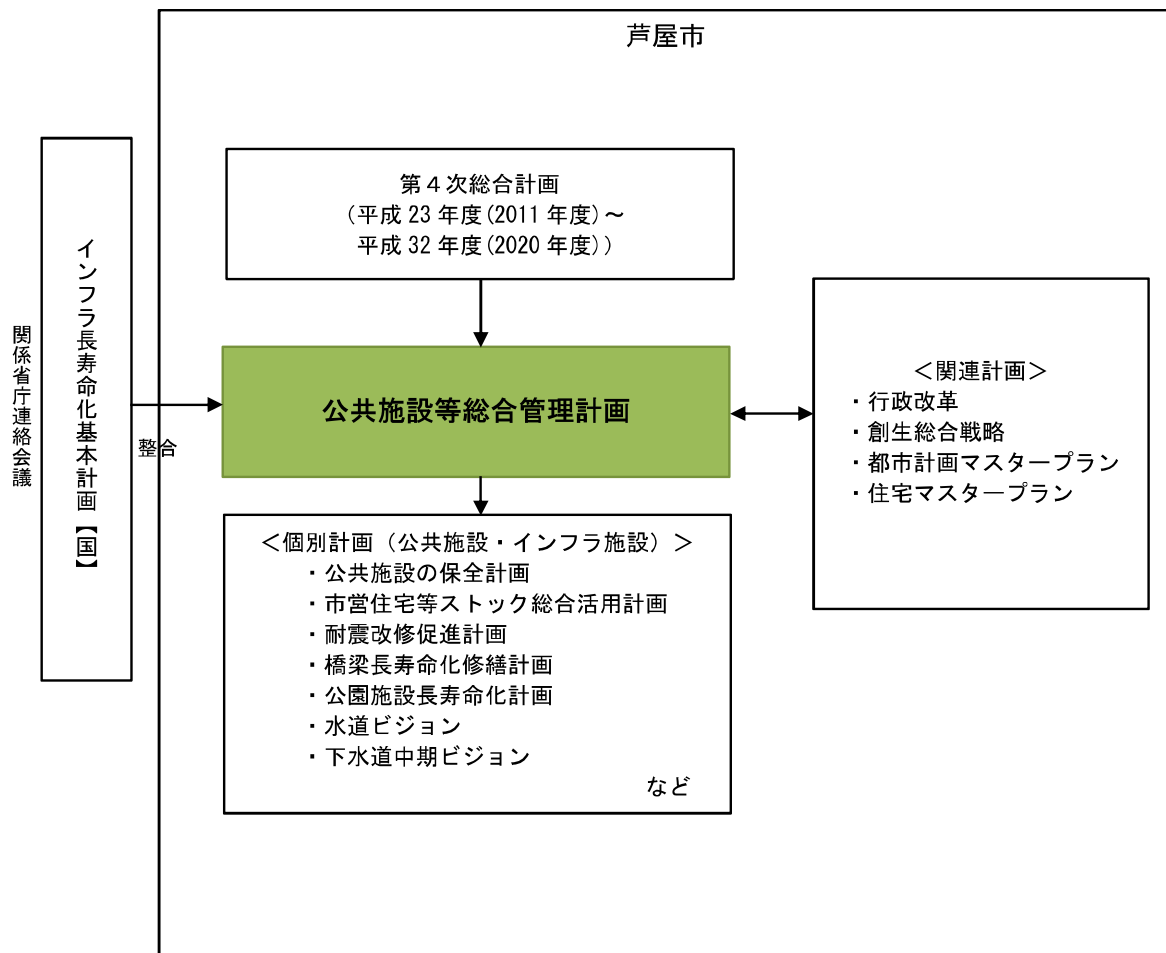 芦屋市
関係省庁連絡会議
インフラ長寿命化基本計画【国】
整合
第４次総合計画
（平成 23 年度(2011 年度)～
平成 32 年度(2020 年度)）
公共施設等総合管理計画
＜関連計画＞
・行政改革
・創生総合戦略
・都市計画マスタープラン
・住宅マスタープラン
＜個別計画（公共施設・インフラ施設）＞
・公共施設の保全計画
・市営住宅等ストック総合活用計画
・耐震改修促進計画
・橋梁長寿命化修繕計画
・公園施設長寿命化計画
・水道ビジョン
・下水道中期ビジョン
など